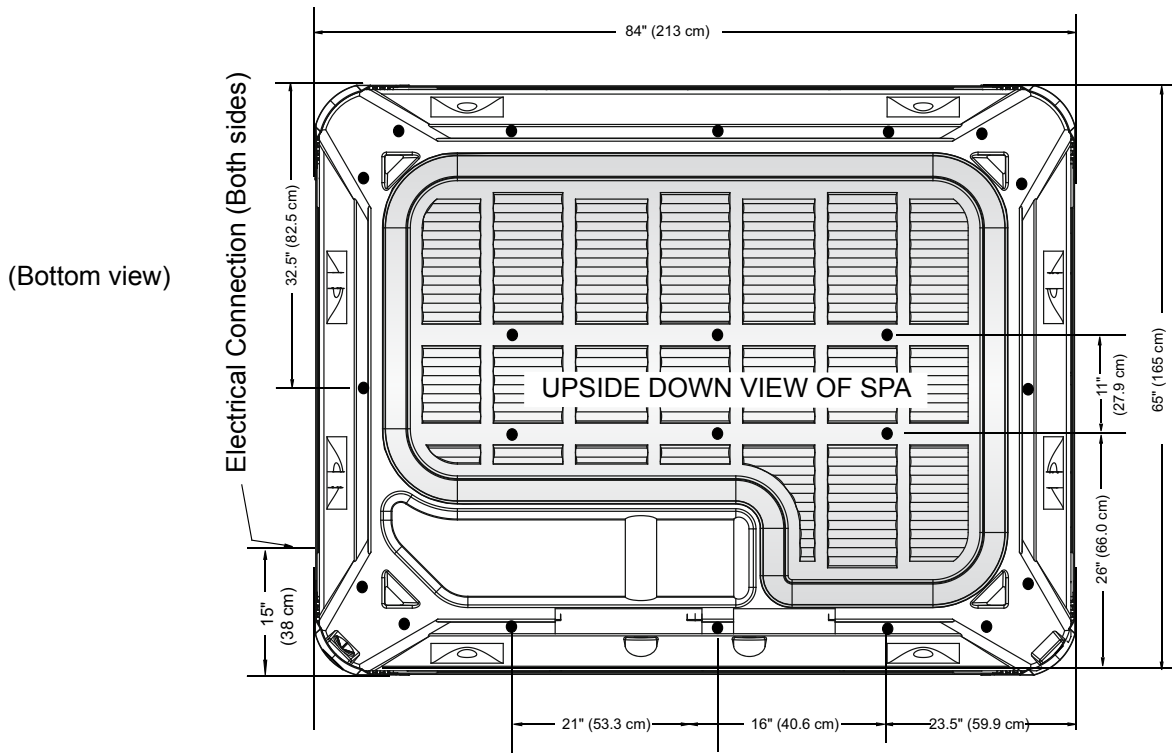 84" (213 cm)
Electrical Connection (Both sides)
32.5" (82.5 cm)
(Bottom view)
UPSIDE DOWN VIEW OF SPA
11"
(27.9 cm)
65" (165 cm)
26" (66.0 cm)
15"
(38 cm)
21" (53.3 cm)
16" (40.6 cm)
23.5" (59.9 cm)